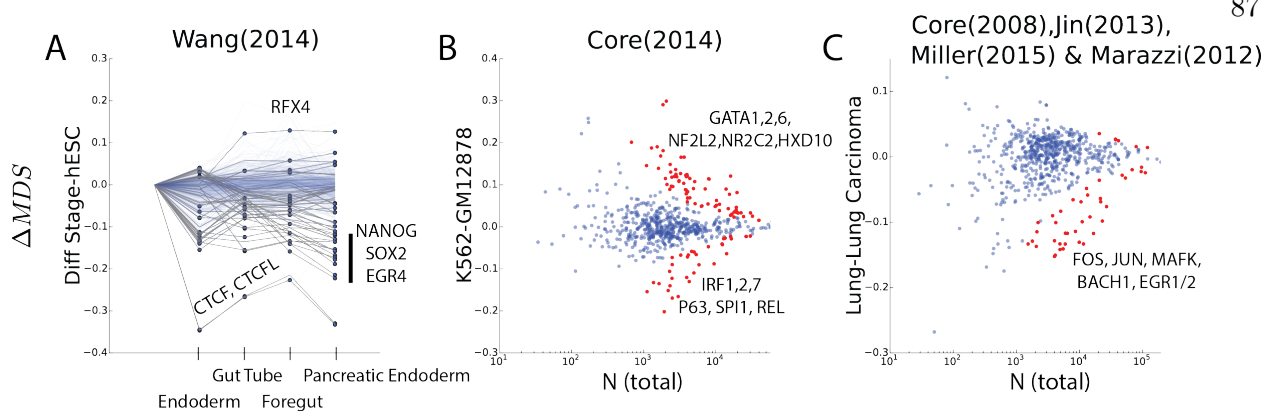 87
A
Wang(2014)
ΔMDS
Diff Stage-hESC
0.3
0.2
0.1
0.0
−0.1
−0.2
−0.3
−0.4
RFX4
NANOG
SOX2
EGR4
CTCF, CTCFL
Gut Tube
Pancreatic Endoderm
Endoderm
Foregut
B
Core(2014)
K562-GM12878
0.4
0.3
0.2
0.1
0.0
−0.1
−0.2
−0.3
GATA1,2,6,
NF2L2,NR2C2,HXD10
IRF1,2,7
P63, SPI1, REL
10¹ 10² 10³ 10⁴
N (total)
C
Core(2008),Jin(2013),
Miller(2015) & Marazzi(2012)
Lung-Lung Carcinoma
0.1
0.0
−0.1
−0.2
−0.3
FOS, JUN, MAFK,
BACH1, EGR1/2
10¹ 10² 10³ 10⁴ 10⁵
N (total)